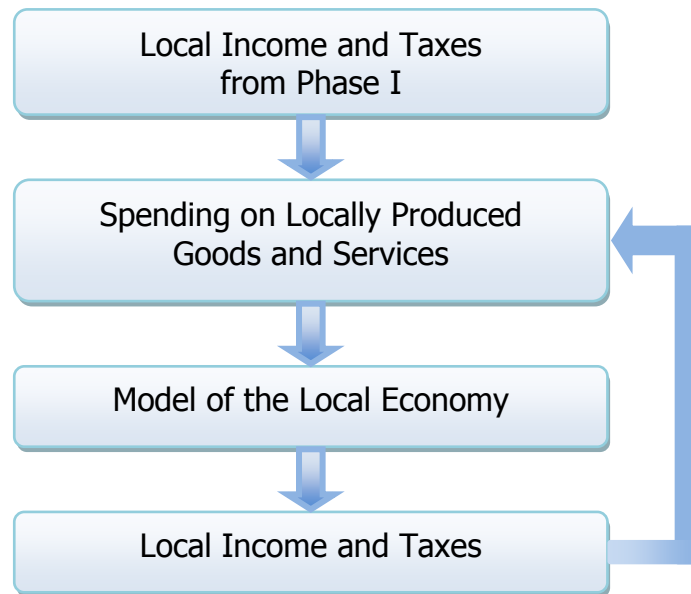 Local Income and Taxes
from Phase I
Spending on Locally Produced
Goods and Services
Model of the Local Economy
Local Income and Taxes